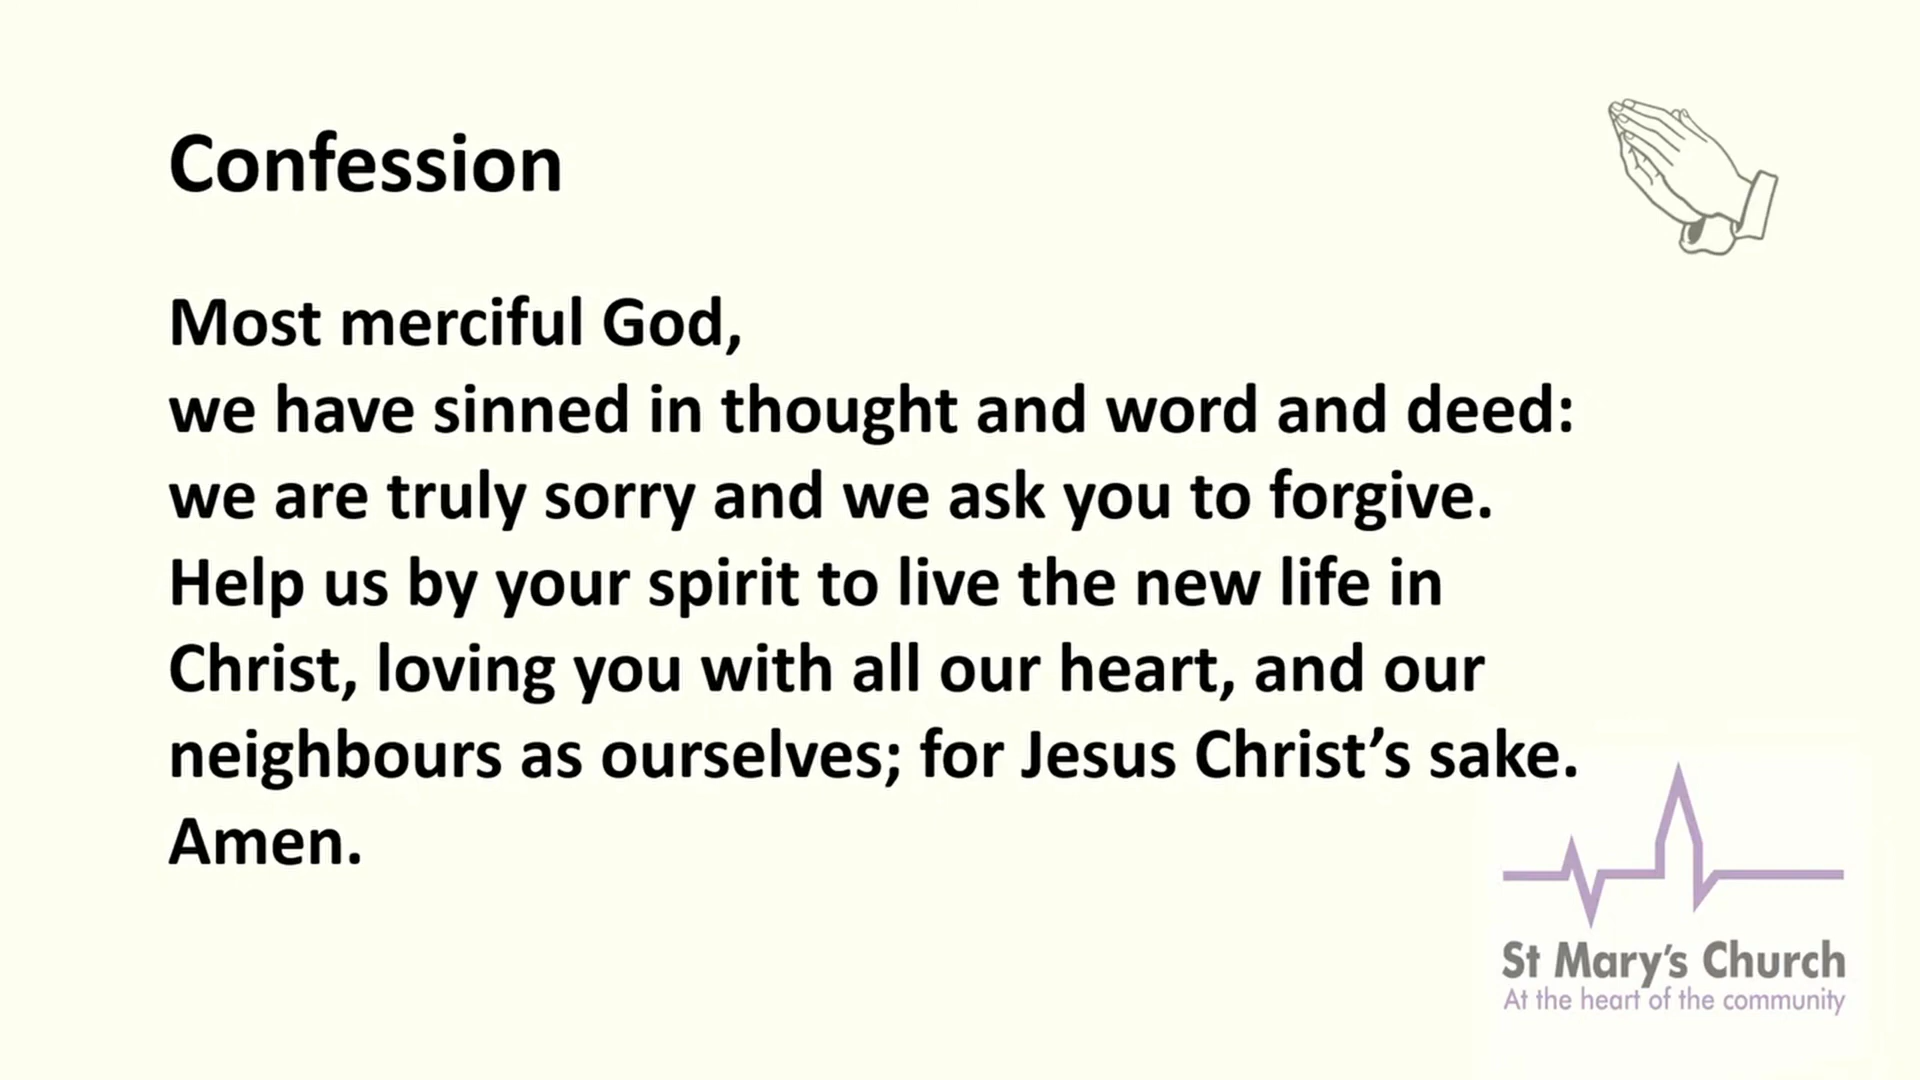 Confession
Most merciful God,
we have sinned in thought and word and deed:
we are truly sorry and we ask you to forgive.
Help us by your spirit to live the new life in
Christ, loving you with all our heart, and our
neighbours as ourselves; for Jesus Christ’s sake.
Amen.
St Mary’s Church
At the heart of the community